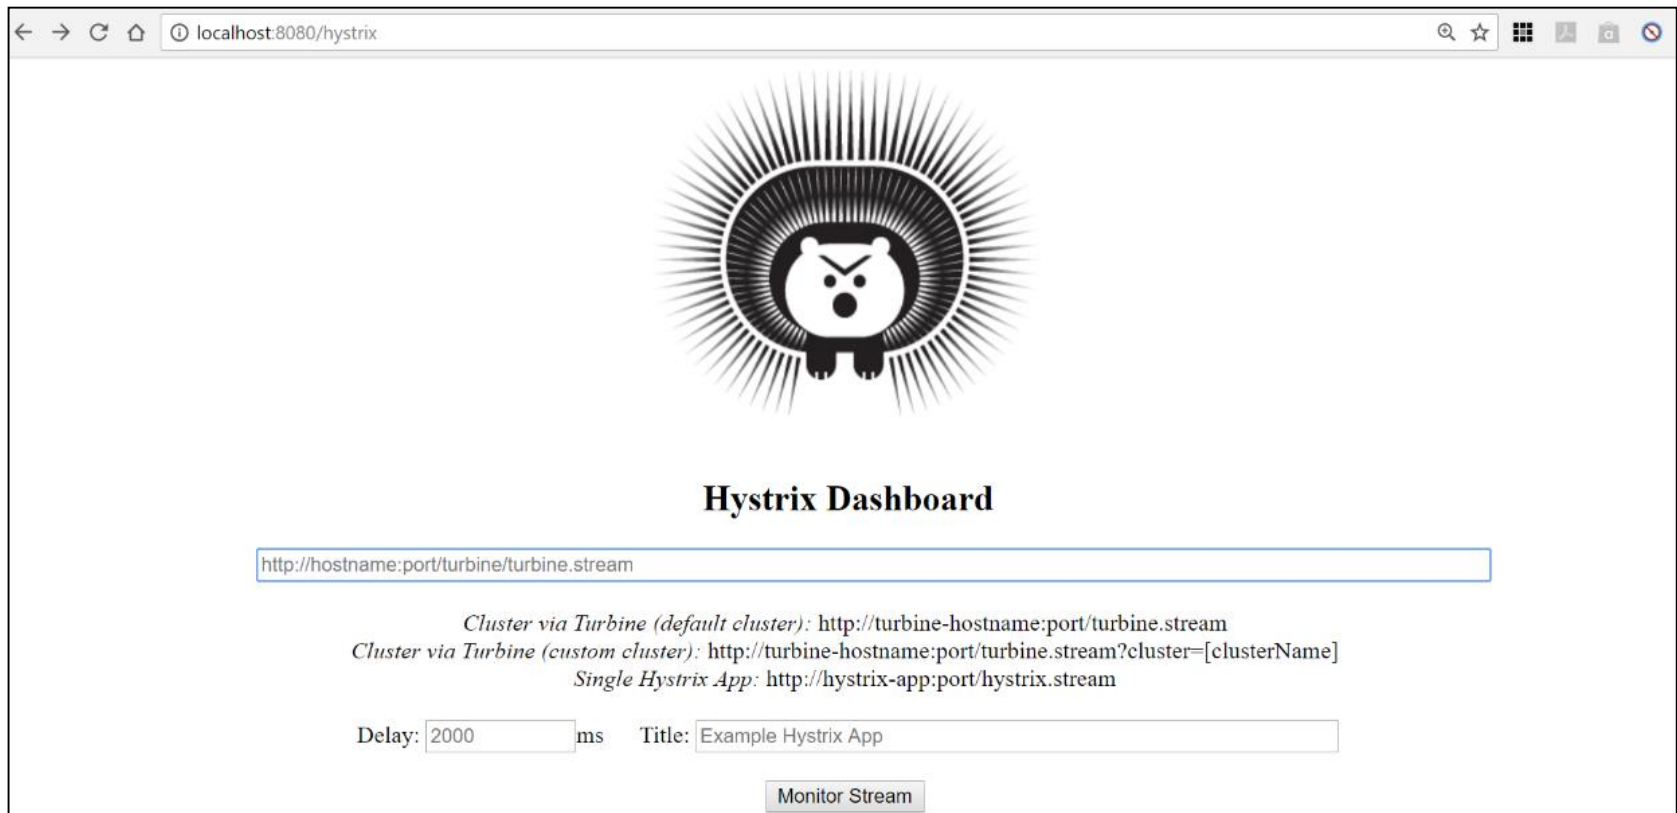 localhost:8080/hystrix
Hystrix Dashboard
http://hostname:port/turbine/turbine.stream
Cluster via Turbine (default cluster): http://turbine-hostname:port/turbine.stream
Cluster via Turbine (custom cluster): http://turbine-hostname:port/turbine.stream?cluster=[clusterName]
Single Hystrix App: http://hystrix-app:port/hystrix.stream
Delay: 2000 ms Title: Example Hystrix App
Monitor Stream